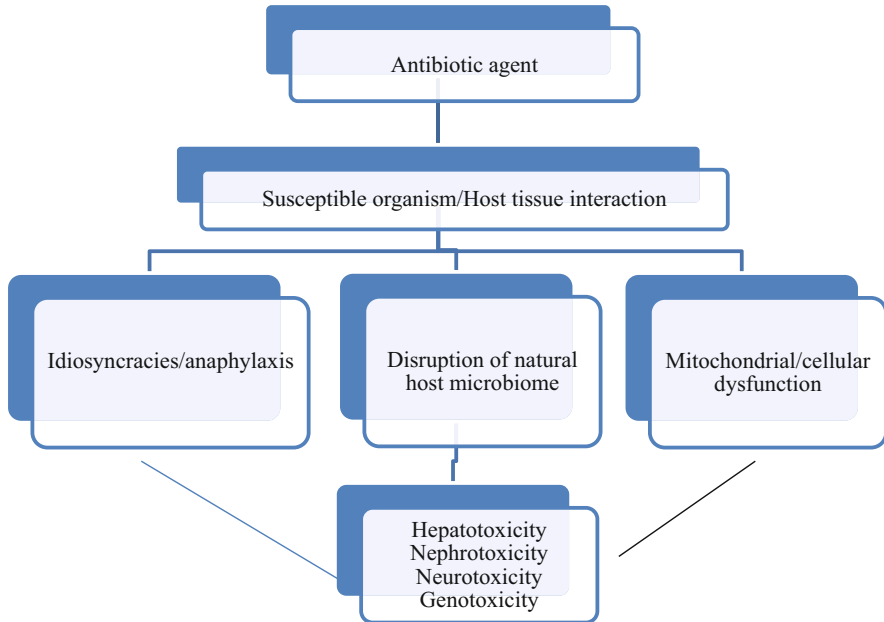 Antibiotic agent
Susceptible organism/Host tissue interaction
Idiosyncracies/anaphylaxis
Disruption of natural
host microbiome
Mitochondrial/cellular
dysfunction
Hepatotoxicity
Nephrotoxicity
Neurotoxicity
Genotoxicity